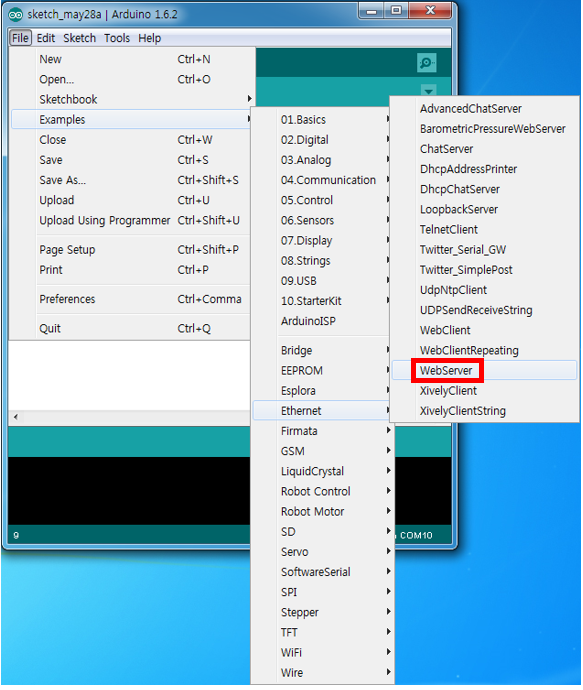 sketch_may28a | Arduino 1.6.2
File Edit Sketch Tools Help
New Ctrl+N
Open... Ctrl+O
Sketchbook
Examples
Close Ctrl+W
Save Ctrl+S
Save As... Ctrl+Shift+S
Upload Ctrl+U
Upload Using Programmer Ctrl+Shift+U
Page Setup Ctrl+Shift+P
Print Ctrl+P
Preferences Ctrl+Comma
Quit Ctrl+Q
01.Basics
02.Digital
03.Analog
04.Communication
05.Control
06.Sensors
07.Display
08.Strings
09.USB
10.StarterKit
ArduinoISP
Bridge
EEPROM
Esplora
Ethernet
Firmata
GSM
LiquidCrystal
Robot Control
Robot Motor
SD
Servo
SoftwareSerial
SPI
Stepper
TFT
WiFi
Wire
AdvancedChatServer
BarometricPressureWebServer
ChatServer
DhcpAddressPrinter
DhcpChatServer
LoopbackServer
TelnetClient
Twitter_Serial_GW
Twitter_SimplePost
UdpNtpClient
UDPSendReceiveString
WebClient
WebClientRepeating
WebServer
XivelyClient
XivelyClientString
9
COM10